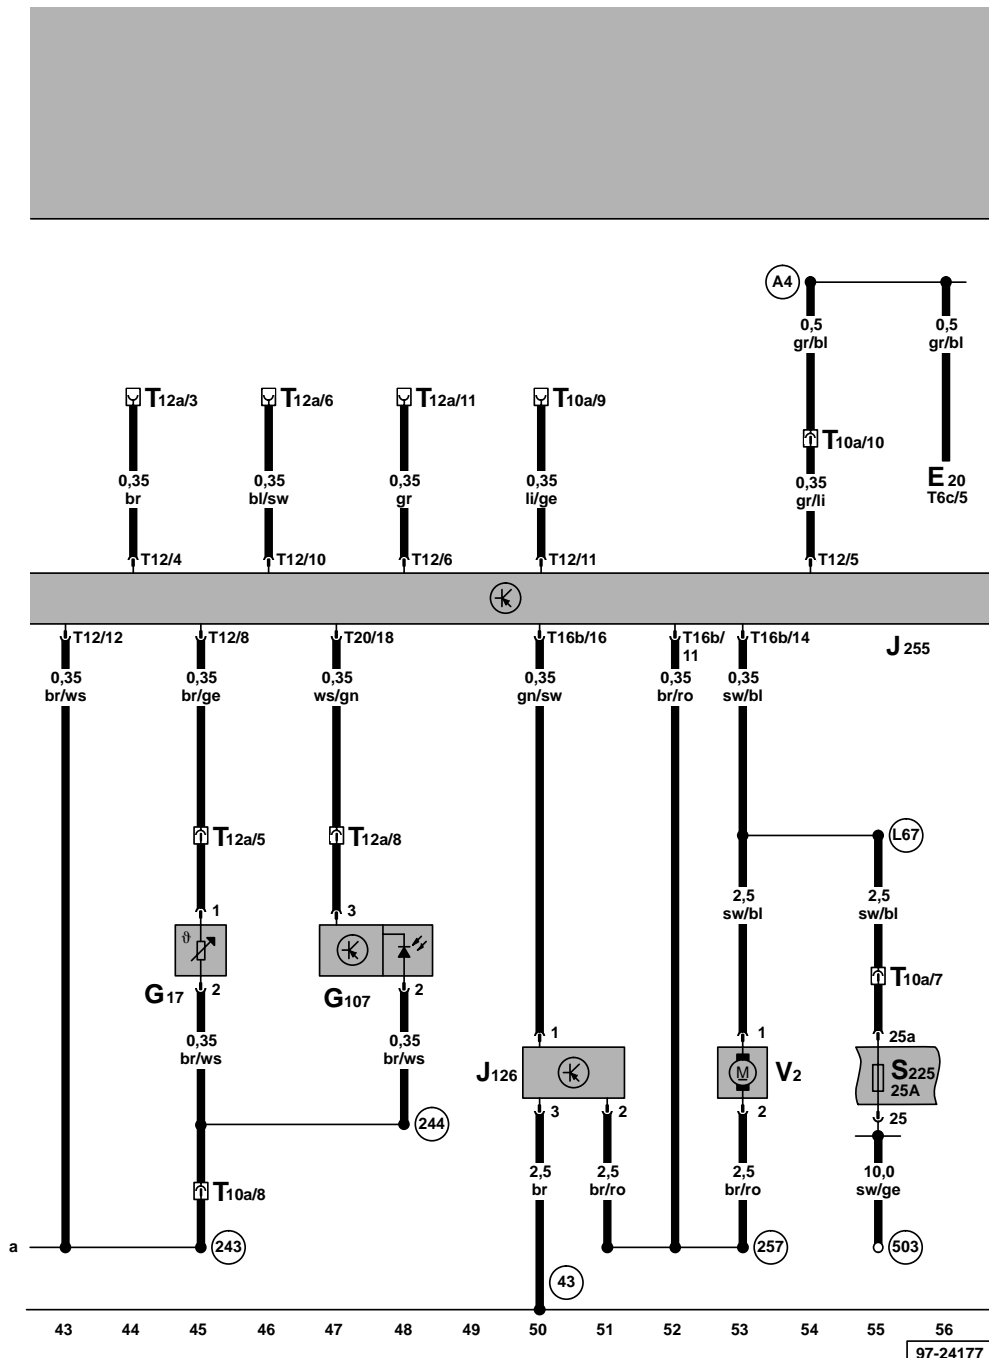 A4
0,5
gr/bl
0,5
gr/bl
T12a/3
T12a/6
T12a/11
T10a/9
T10a/10
0,35
br
0,35
bl/sw
0,35
gr
0,35
li/ge
0,35
gr/li
E20
T6c/5
T12/4
T12/10
T12/6
T12/11
T12/5
T12/12
T12/8
T20/18
T16b/16
T16b/
11
T16b/14
J255
0,35
br/ws
0,35
br/ge
0,35
ws/gn
0,35
gn/sw
0,35
br/ro
0,35
sw/bl
T12a/5
T12a/8
L67
2,5
sw/bl
2,5
sw/bl
1
3
ϑ
T10a/7
G17
2
G107
2
0,35
br/ws
0,35
br/ws
1
1
25a
J126
M
V2
S225
25A
3
2
2
25
244
2,5
br
2,5
br/ro
2,5
br/ro
10,0
sw/ge
T10a/8
a
243
257
503
43
43 44 45 46 47 48 49 50 51 52 53 54 55 56
97-24177